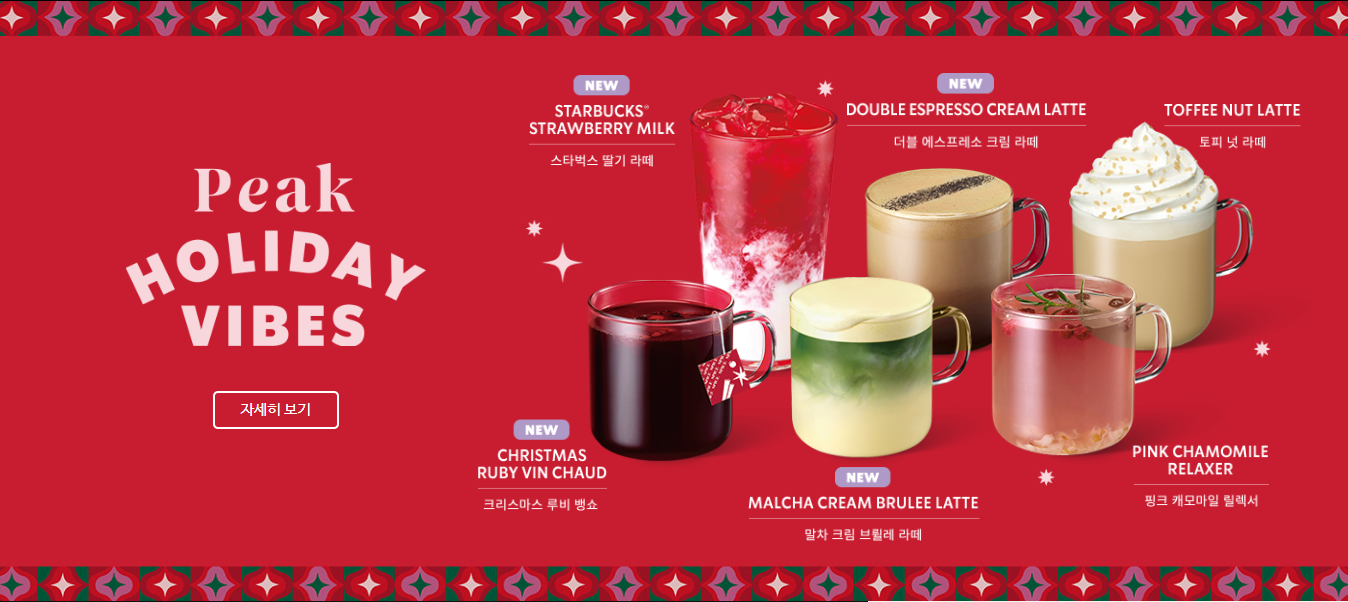 Peak
HOLIDAY
VIBES
자세히 보기
NEW
STARBUCKS®
STRAWBERRY MILK
스타벅스 딸기 라떼
NEW
DOUBLE ESPRESSO CREAM LATTE
더블 에스프레소 크림 라떼
TOFFEE NUT LATTE
토피 넛 라떼
NEW
CHRISTMAS
RUBY VIN CHAUD
크리스마스 루비 뱅쇼
NEW
MALCHA CREAM BRULEE LATTE
말차 크림 브륄레 라떼
PINK CHAMOMILE
RELAXER
핑크 캐모마일 릴렉서